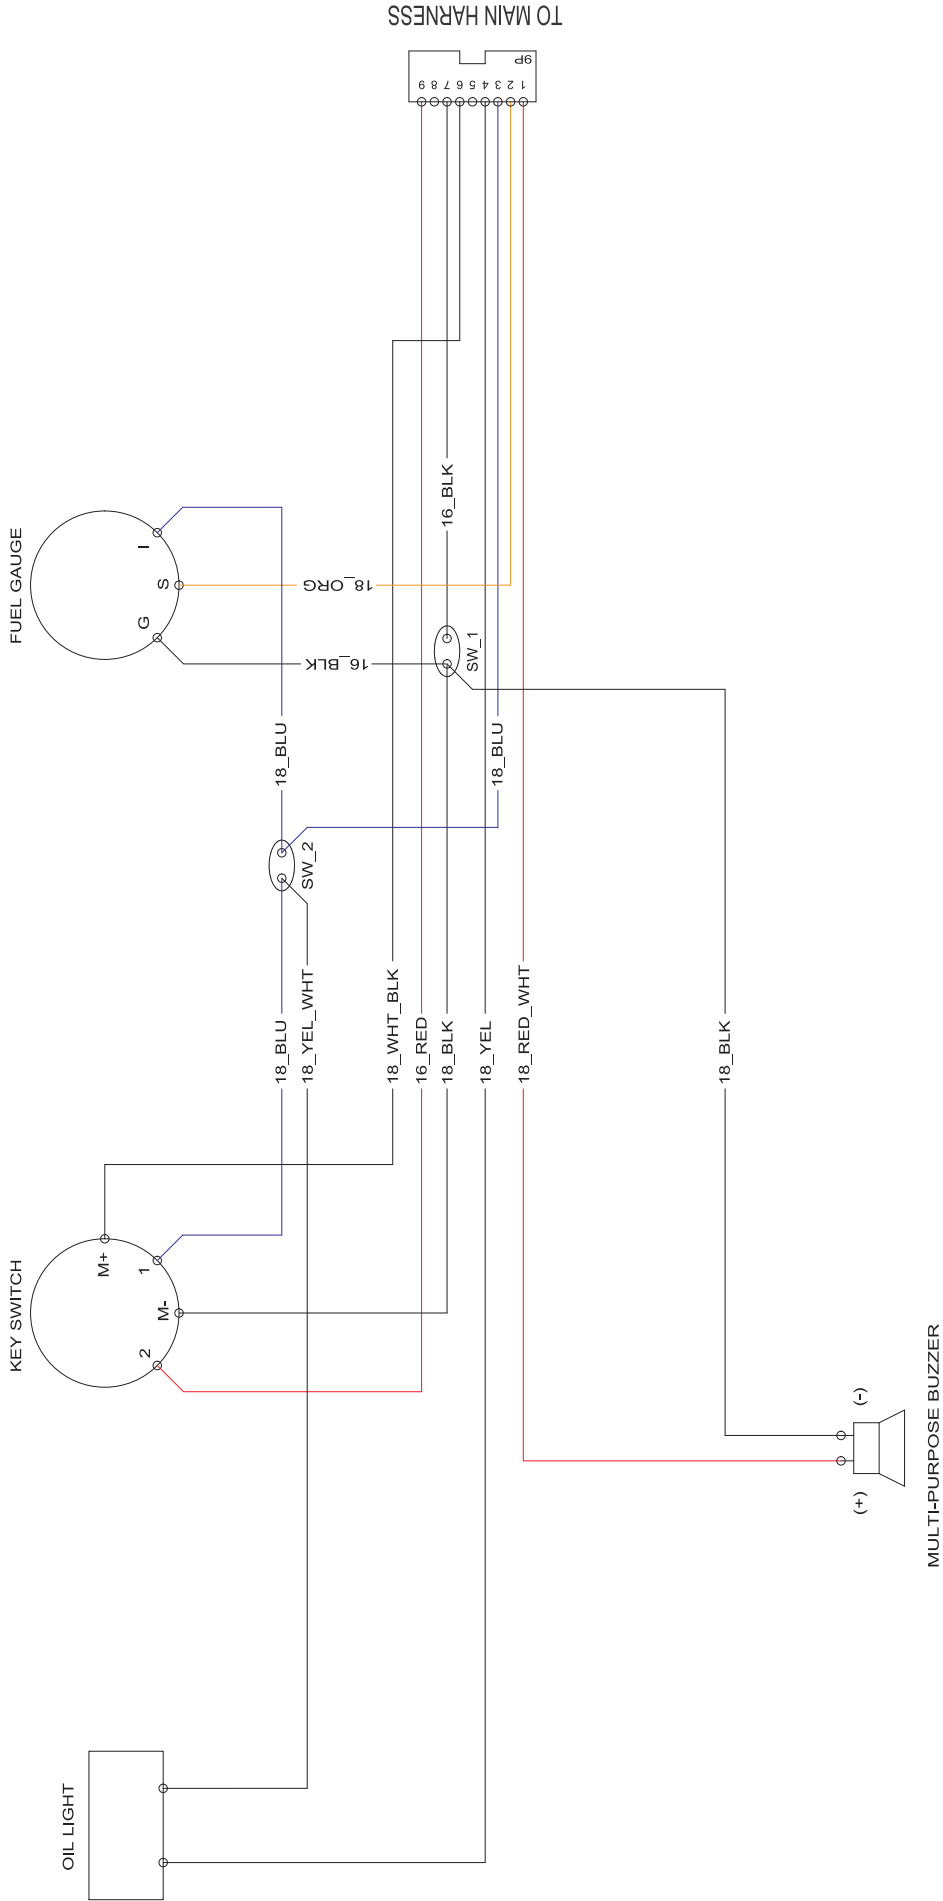 TO MAIN HARNESS
9P
9 8 7 6 5 4 3 2 1
FUEL GAUGE
I
S
G
16_BLK
18_ORG
16_BLK
SW_1
18_BLU
18_BLU
SW_2
18_BLU
18_YEL_WHT
18_WHT_BLK
16_RED
18_BLK
18_YEL
18_RED_WHT
18_BLK
KEY SWITCH
M+
1
M-
2
(-)
(+)
MULTI-PURPOSE BUZZER
OIL LIGHT